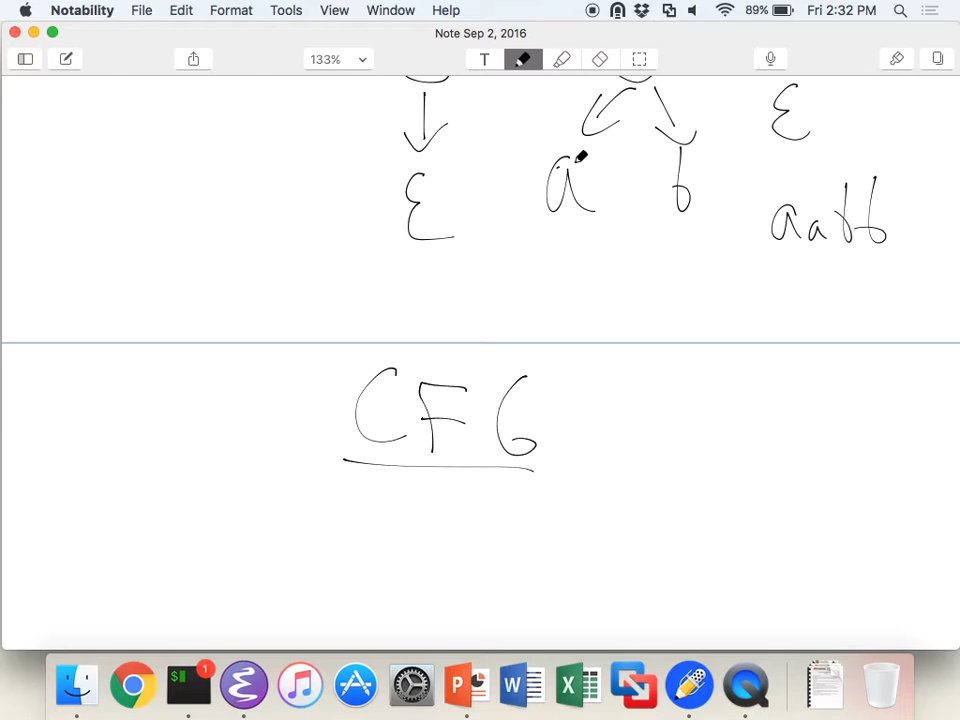 Notability File Edit Format Tools View Window Help 89% Fri 2:32 PM
Note Sep 2, 2016
133% T
ε
a b
ε
aabb
CFG
$ 1
P W X